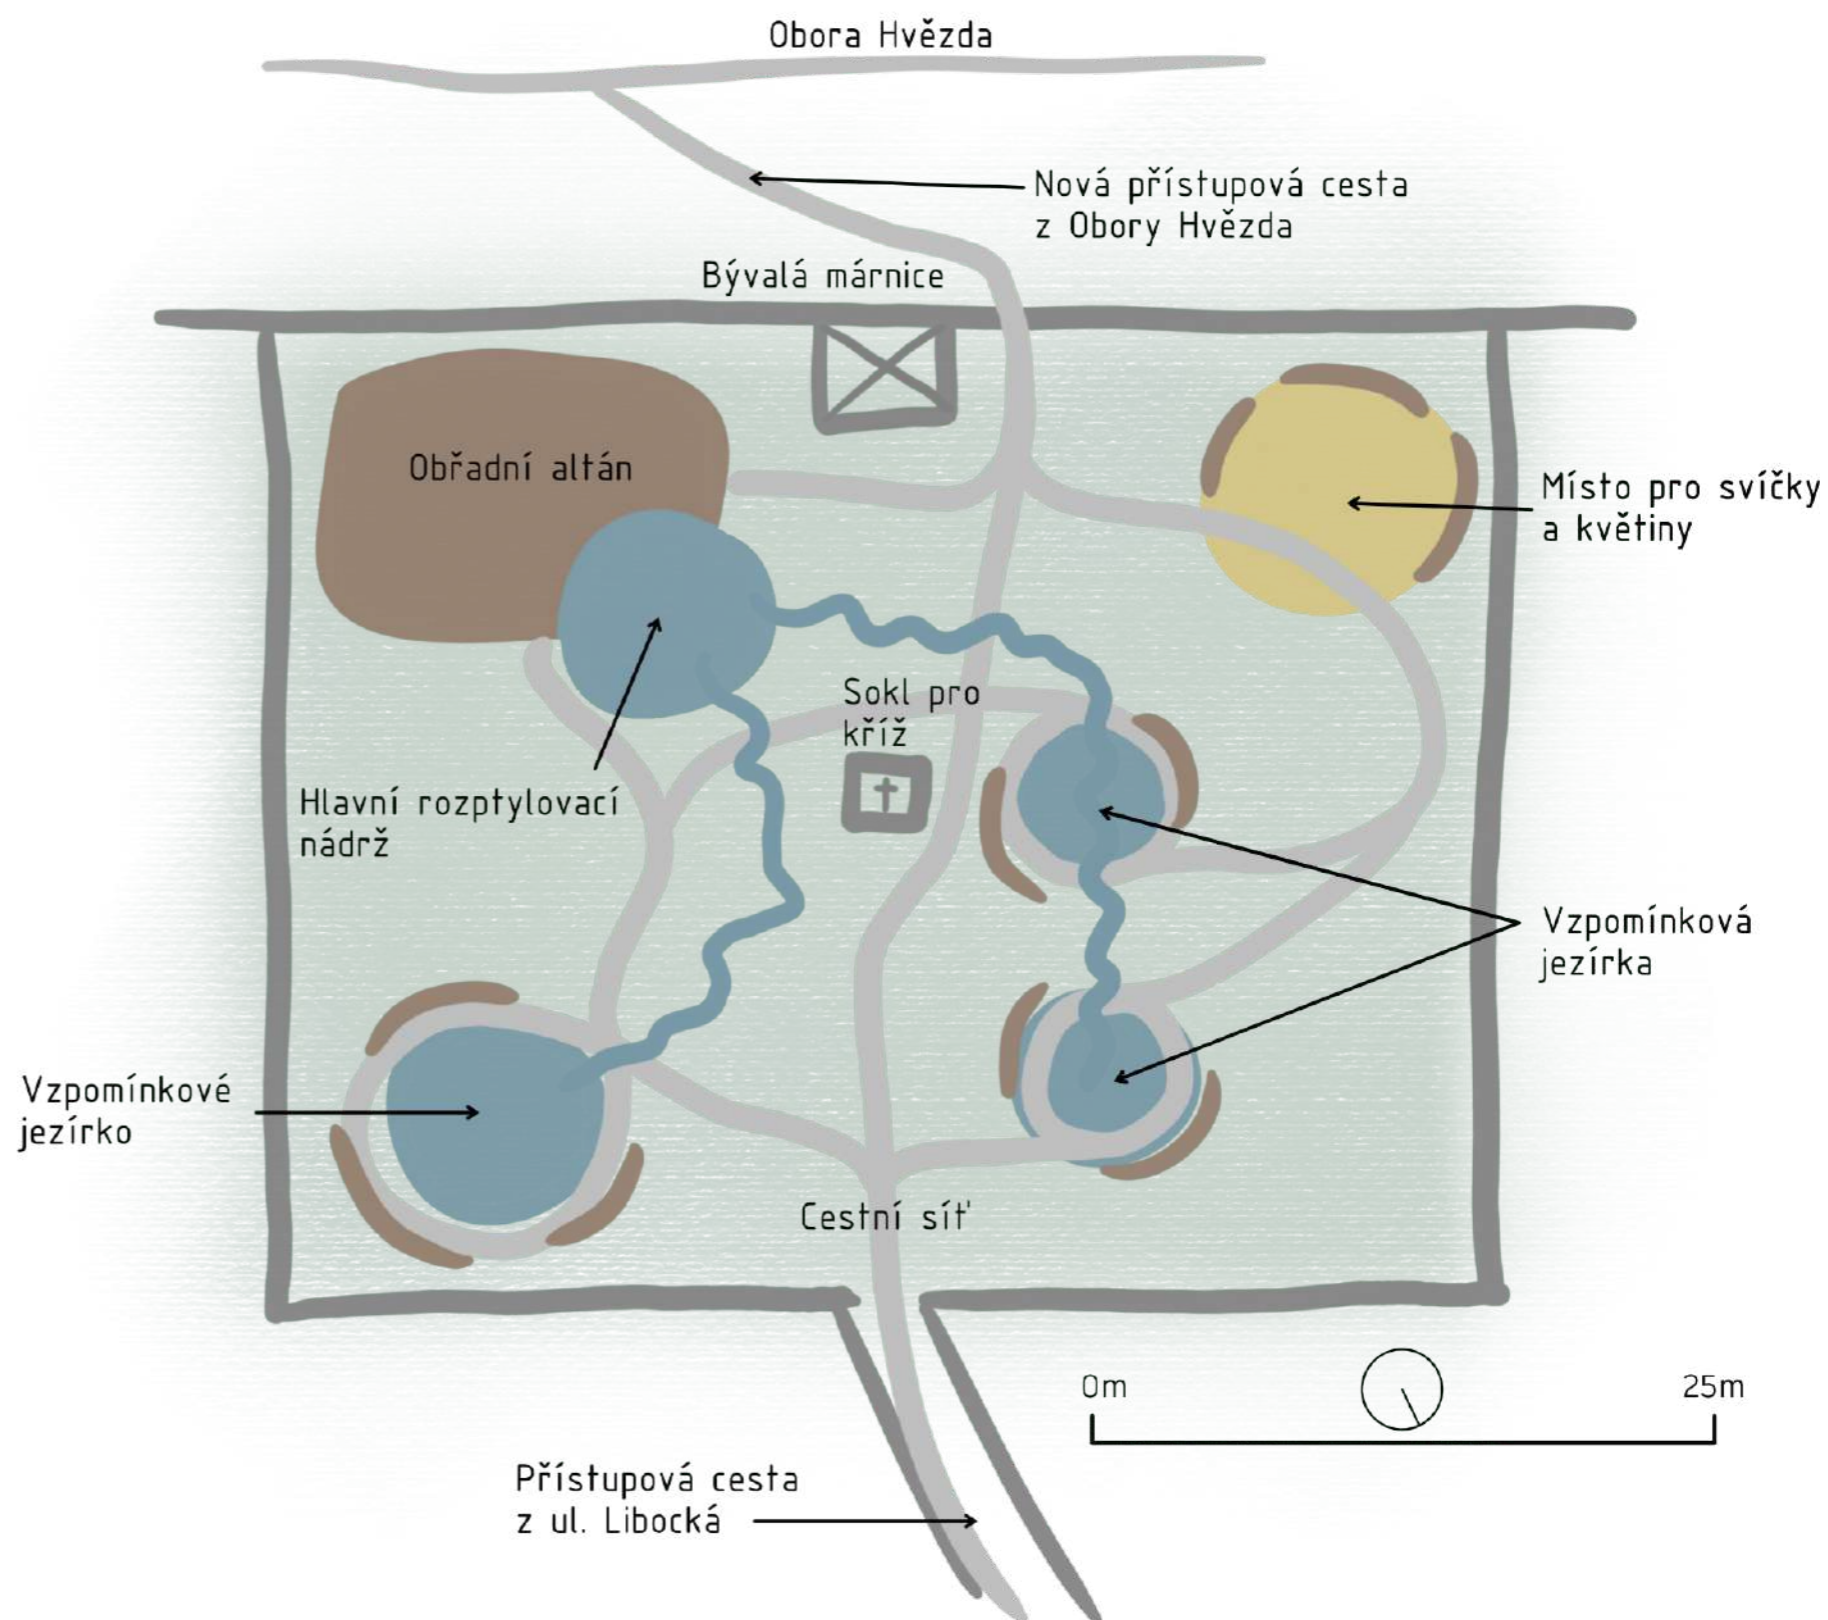 Obora Hvězda
Nová přístupová cesta
z Obory Hvězda
Bývalá márnice
Obřadní altán
Místo pro svíčky
a květiny
Sokl pro
kříž
Hlavní rozptylovací
nádrž
Vzpomínková
jezírka
Vzpomínkové
jezírko
Cestní síť
0m
25m
Přístupová cesta
z ul. Libocká